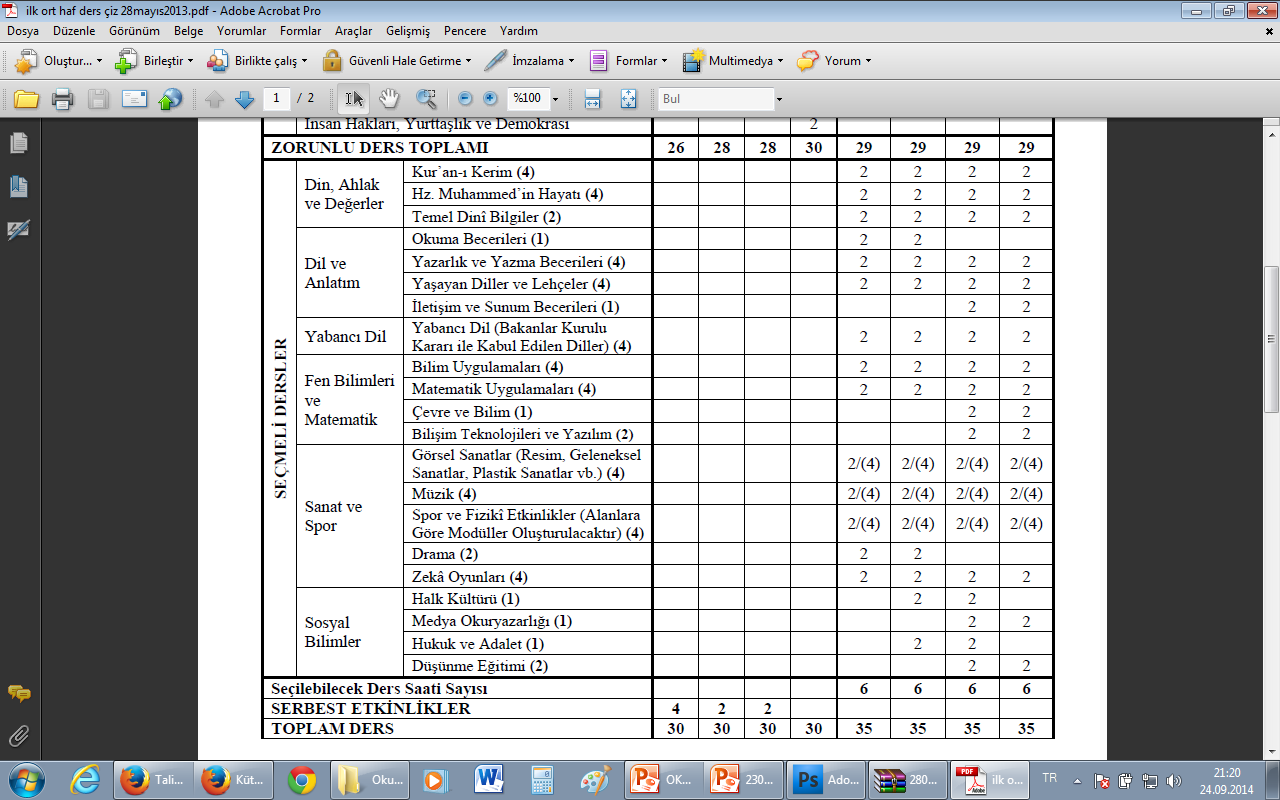 ilk ort haf ders çiz 28mayıs2013.pdf - Adobe Acrobat Pro
Dosya Düzenle Görünüm Belge Yorumlar Formlar Araçlar Gelişmiş Pencere Yardım
Oluştur... Birleştir Birlikte çalış Güvenli Hale Getirme İmzalama Formlar Multimedya Yorum
1 / 2 %100 Bul
İnsan Hakları, Yurttaşlık ve Demokrasi 2
ZORUNLU DERS TOPLAMI 26 28 28 30 29 29 29 29
SEÇMELİ DERSLER
Din, Ahlak
ve Değerler
Kur'an-ı Kerim (4) 2 2 2 2
Hz. Muhammed'in Hayatı (4) 2 2 2 2
Temel Dinî Bilgiler (2) 2 2 2 2
Dil ve
Anlatım
Okuma Becerileri (1) 2 2
Yazarlık ve Yazma Becerileri (4) 2 2 2 2
Yaşayan Diller ve Lehçeler (4) 2 2 2 2
İletişim ve Sunum Becerileri (1) 2 2
Yabancı Dil
Yabancı Dil (Bakanlar Kurulu
Kararı ile Kabul Edilen Diller) (4) 2 2 2 2
Fen Bilimleri
ve
Matematik
Bilim Uygulamaları (4) 2 2 2 2
Matematik Uygulamaları (4) 2 2 2 2
Çevre ve Bilim (1) 2 2
Bilişim Teknolojileri ve Yazılım (2) 2 2
Sanat ve
Spor
Görsel Sanatlar (Resim, Geleneksel
Sanatlar, Plastik Sanatlar vb.) (4) 2/(4) 2/(4) 2/(4) 2/(4)
Müzik (4) 2/(4) 2/(4) 2/(4) 2/(4)
Spor ve Fizikî Etkinlikler (Alanlara
Göre Modüller Oluşturulacaktır) (4) 2/(4) 2/(4) 2/(4) 2/(4)
Drama (2) 2 2
Zekâ Oyunları (4) 2 2 2 2
Sosyal
Bilimler
Halk Kültürü (1) 2 2
Medya Okuryazarlığı (1) 2 2
Hukuk ve Adalet (1) 2 2
Düşünme Eğitimi (2) 2 2
Seçilebilecek Ders Saati Sayısı 6 6 6 6
SERBEST ETKİNLİKLER 4 2 2
TOPLAM DERS 30 30 30 30 35 35 35 35
Tali... Küt... Oku... OK... 230... Ado... 280... ilk o... TR 21:20
24.09.2014